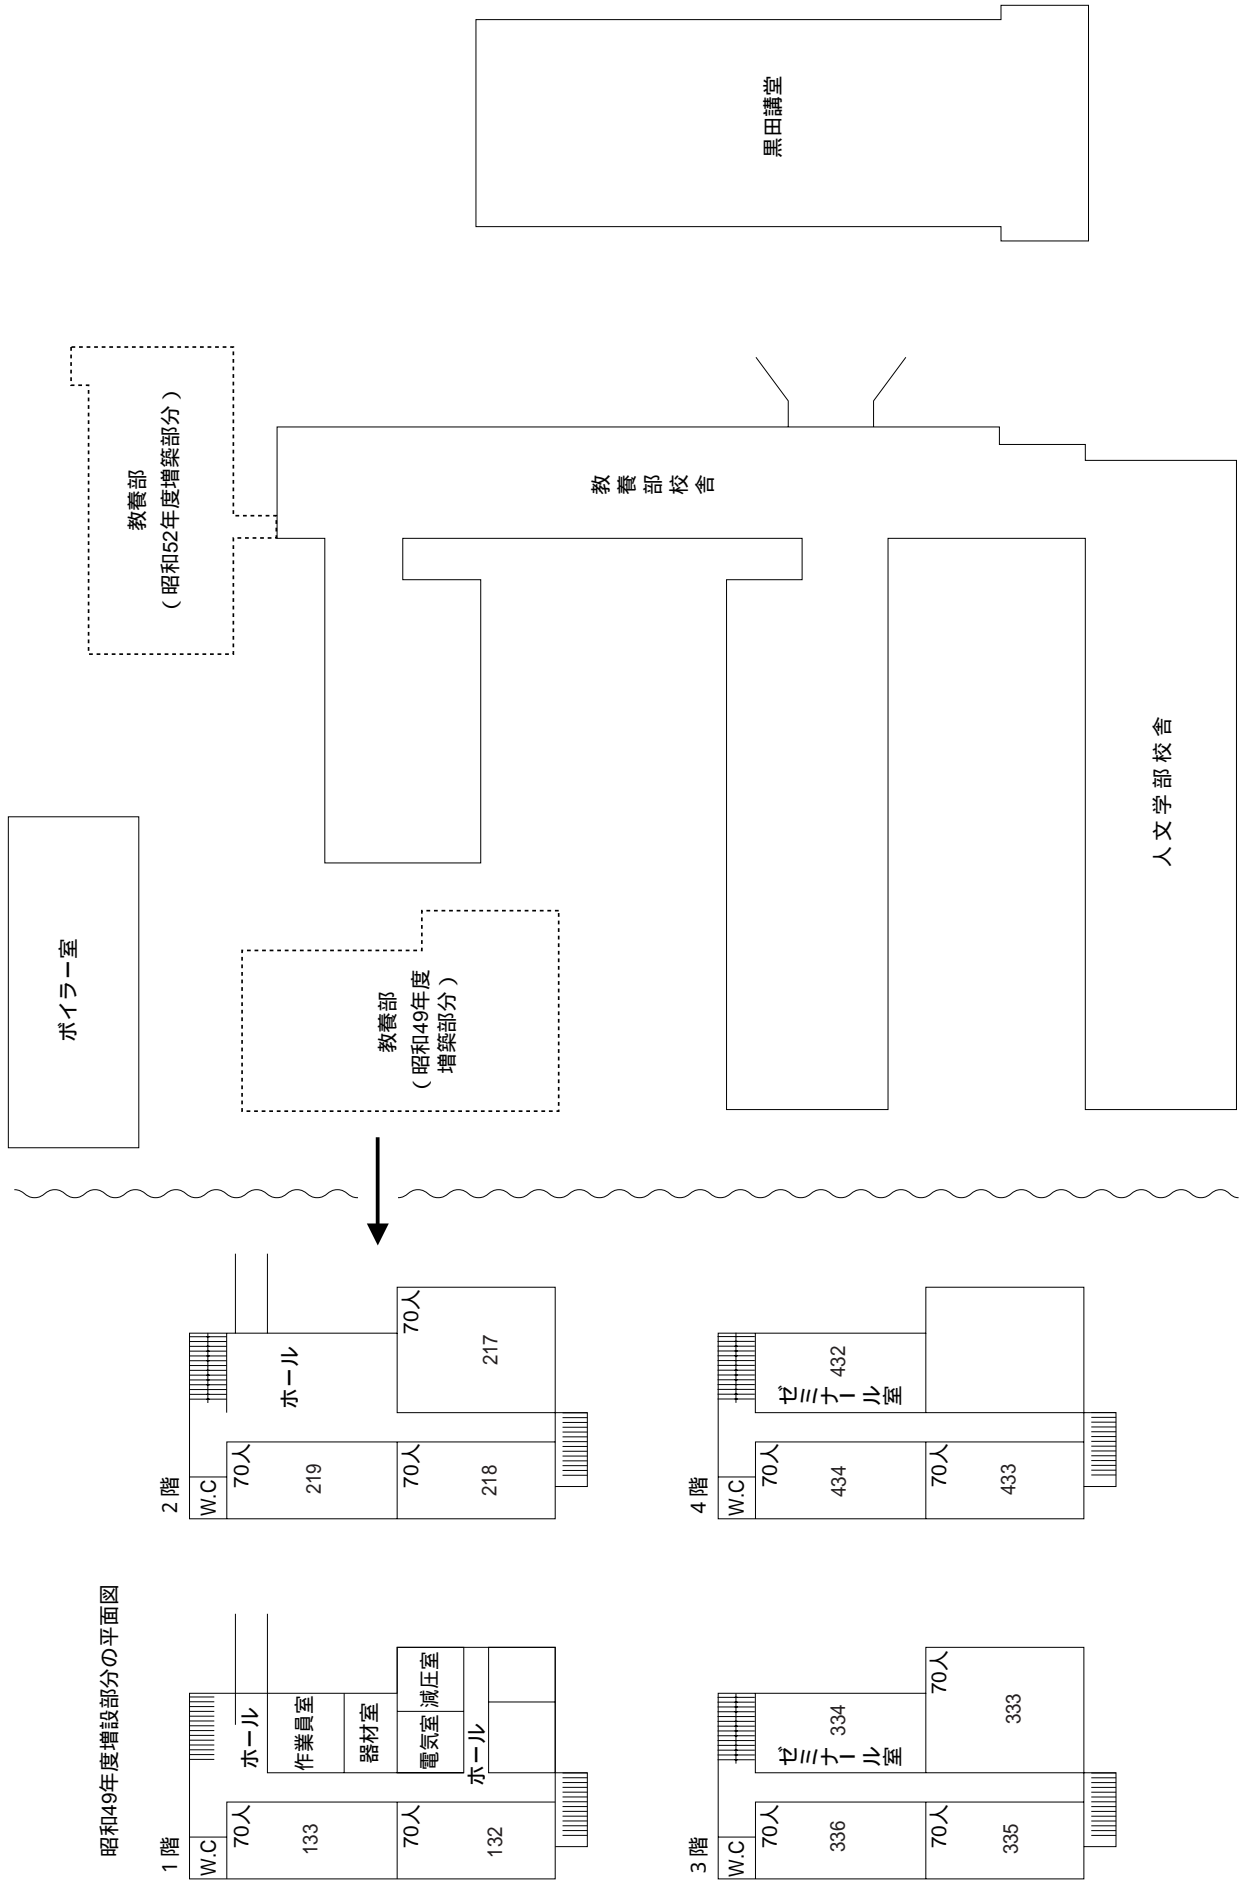 昭和49年度増設部分の平面図
1階
W.C
70人
133
70人
132
ホール
作業員室
器材室
電気室
減圧室
ホール
2階
W.C
70人
219
70人
218
ホール
70人
217
3階
W.C
70人
336
70人
335
ゼミナール室
334
70人
333
4階
W.C
70人
434
70人
433
ゼミナール室
432
ボイラー室
教養部
(昭和49年度
増築部分)
教養部
(昭和52年度増築部分)
教養部校舎
人文学部校舎
黒田講堂